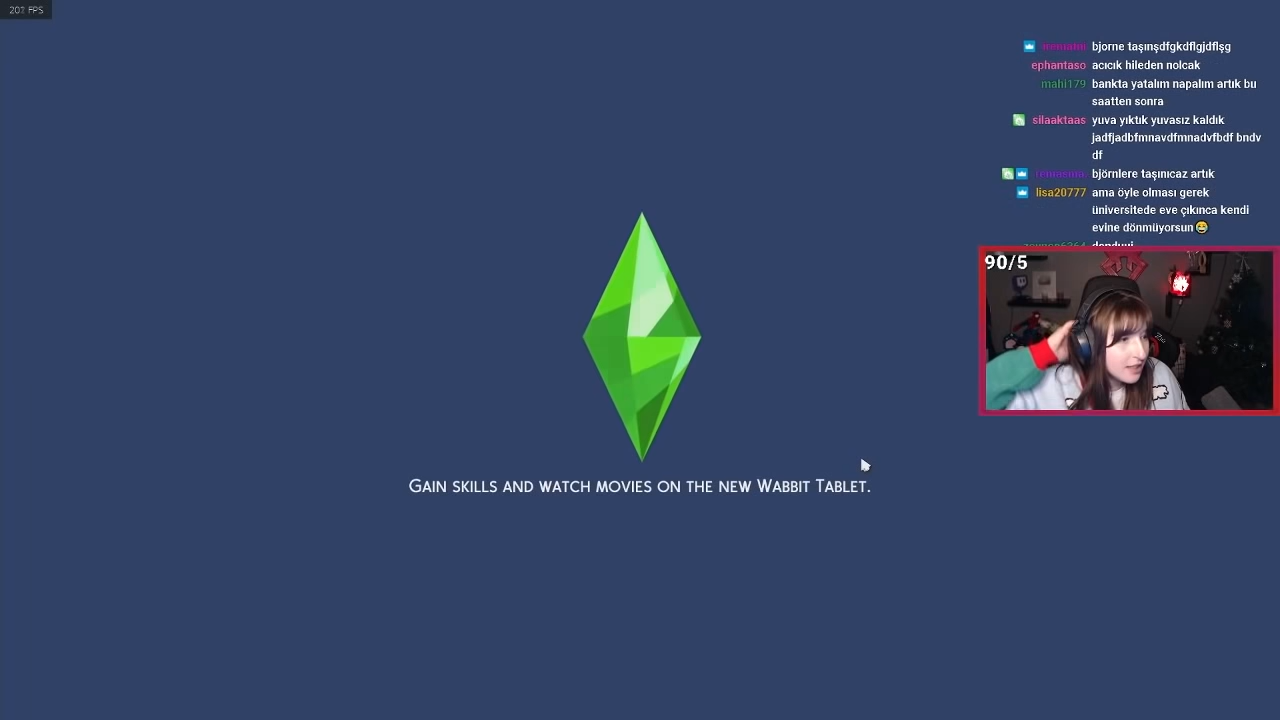 207 FPS
bjorne taşınşdfgkdflgjdflşg
ephantaso acıcık hileden nolcak
mahi179 bankta yatalım napalım artık bu
saatten sonra
silaaktaas yuva yıktık yuvasız kaldık
jadfjadbfmnavdfmnadvfbdf bndv
df
björnlere taşınıcaz artık
lisa20777 ama öyle olması gerek
üniversitede eve çıkınca kendi
evine dönmüyorsun
90/5
GAIN SKILLS AND WATCH MOVIES ON THE NEW WABBIT TABLET.